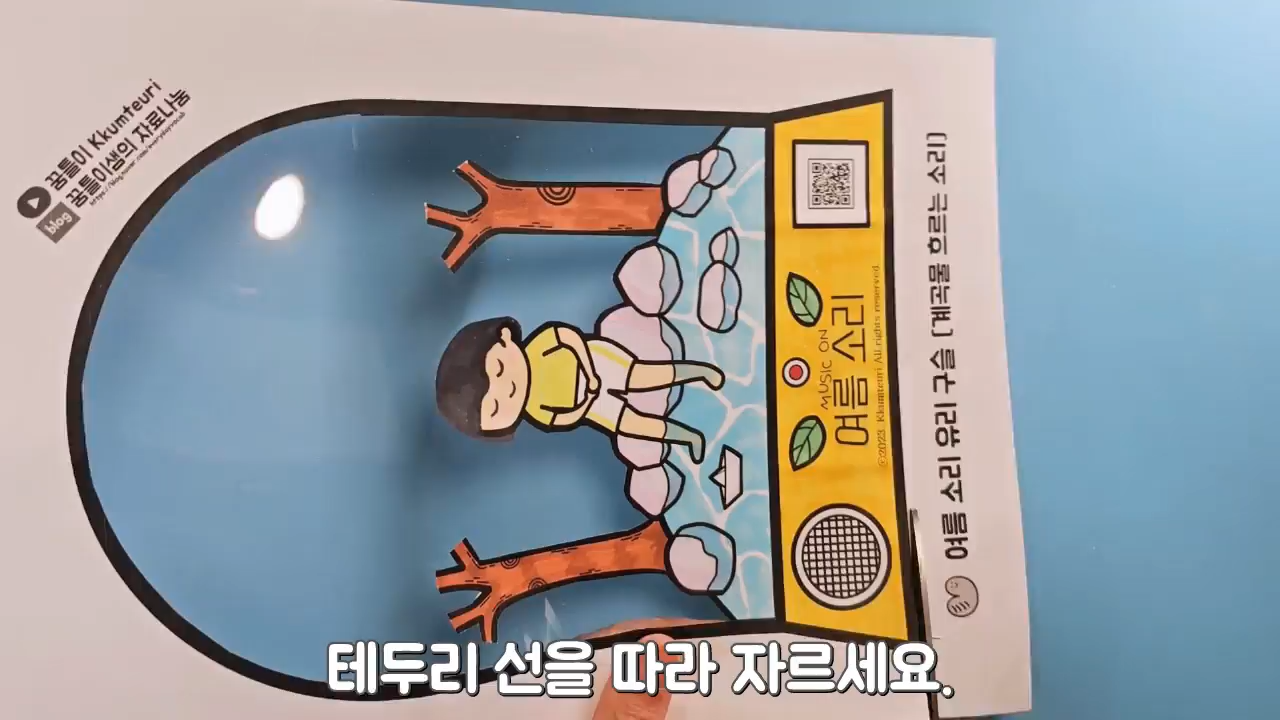 꿈틀이 Kkumteuri
blog 꿈틀이샘의 자료나눔
MUSIC ON
여름 소리
©2023. Kkumteuri All rights reserved.
여름 소리 유리 구슬 [계곡물 흐르는 소리]
테두리 선을 따라 자르세요.